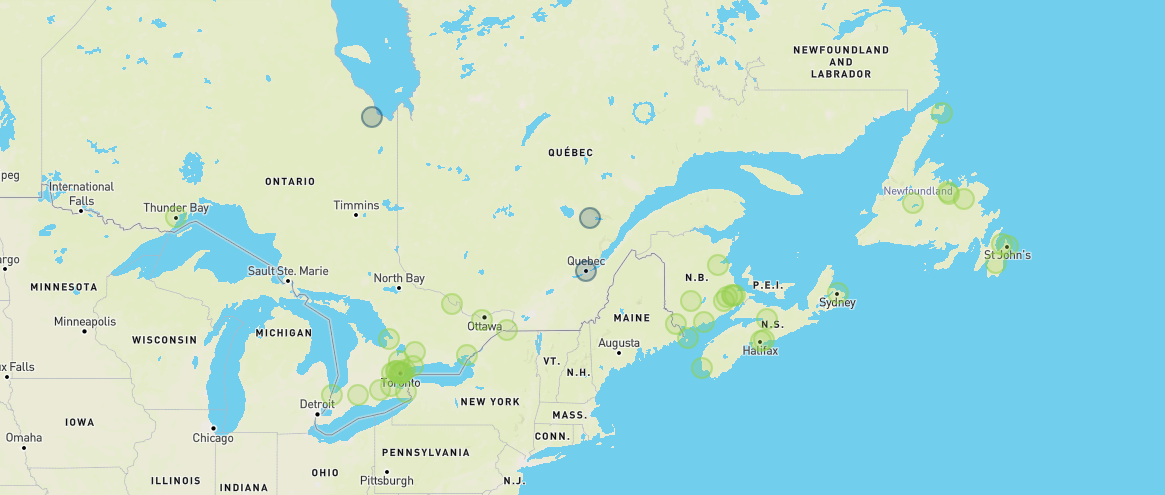 NEWFOUNDLAND
AND
LABRADOR
QUÉBEC
peg
International
Falls
ONTARIO
Newfoundland
Thunder Bay
Timmins
St John's
argo
Sault Ste. Marie
North Bay
Quebec
N.B.
P.E.I.
MINNESOTA
Sydney
Minneapolis
MICHIGAN
Ottawa
MAINE
N.S.
WISCONSIN
Augusta
Halifax
x Falls
VT.
N.H.
Toronto
Detroit
NEW YORK
IOWA
MASS.
Omaha
Chicago
CONN.
PENNSYLVANIA
OHIO
ILLINOIS
INDIANA
Pittsburgh
N.J.